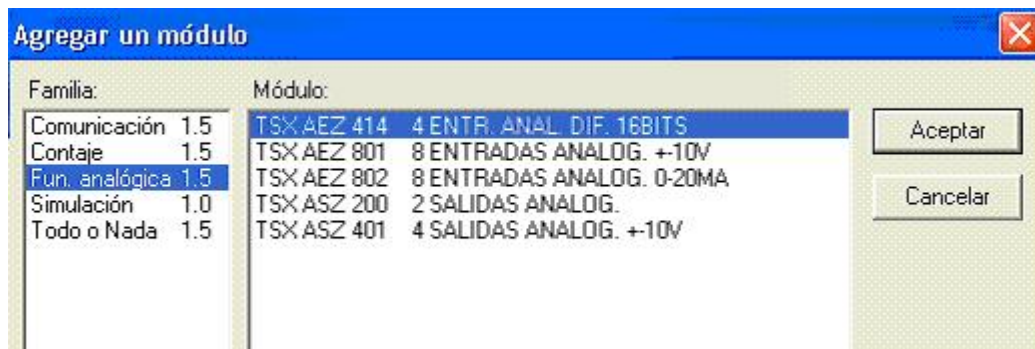 Agregar un módulo
Familia:
Módulo:
Comunicación 1.5
Contaje 1.5
Fun. analógica 1.5
Simulación 1.0
Todo o Nada 1.5
TSX AEZ 414 4 ENTR. ANAL. DIF. 16BITS
TSX AEZ 801 8 ENTRADAS ANALOG. +-10V
TSX AEZ 802 8 ENTRADAS ANALOG. 0-20MA
TSX ASZ 200 2 SALIDAS ANALOG.
TSX ASZ 401 4 SALIDAS ANALOG. +-10V
Aceptar
Cancelar